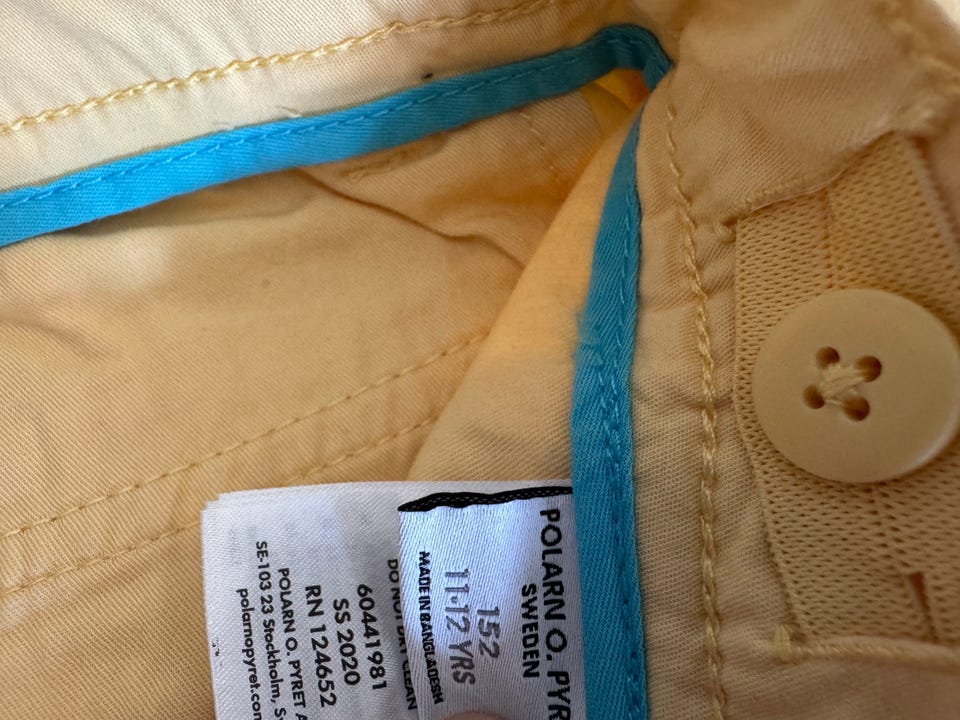 POLARN O. PYR
SWEDEN
152
11-12 YRS
MADE IN BANGLADESH
DO NOT DRY CLEAN
60441981
SS 2020
RN 124652
POLARN O. PYRET A
SE-103 23 Stockholm, S
polarnopyret.com